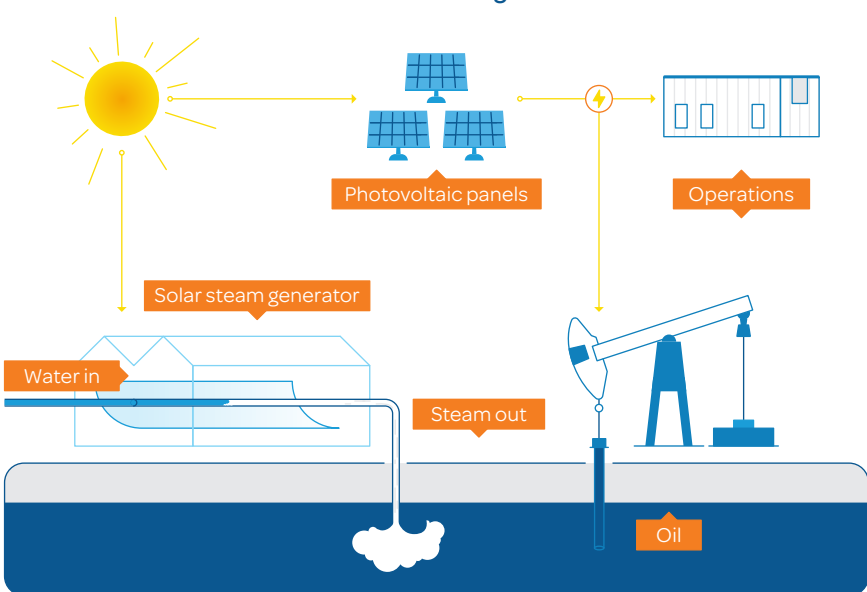 Photovoltaic panels
Operations
Solar steam generator
Water in
Steam out
Oil